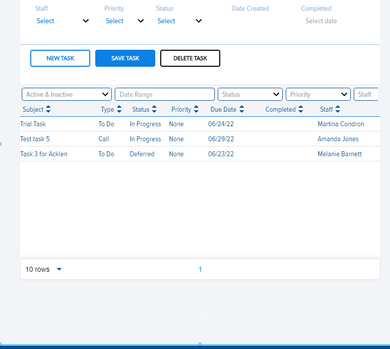 Staff Priority Status Date Created Completed
Select Select Select Select date
NEW TASK SAVE TASK DELETE TASK
Active & Inactive Date Range Status Priority Staff
Subject Type Status Priority Due Date Completed Staff
Trial Task To Do In Progress None 06/24/22 Martina Condron
Test task 5 Call In Progress None 06/29/22 Amanda Jones
Task 3 for Acklen To Do Deferred None 06/23/22 Melanie Barnett
10 rows 1